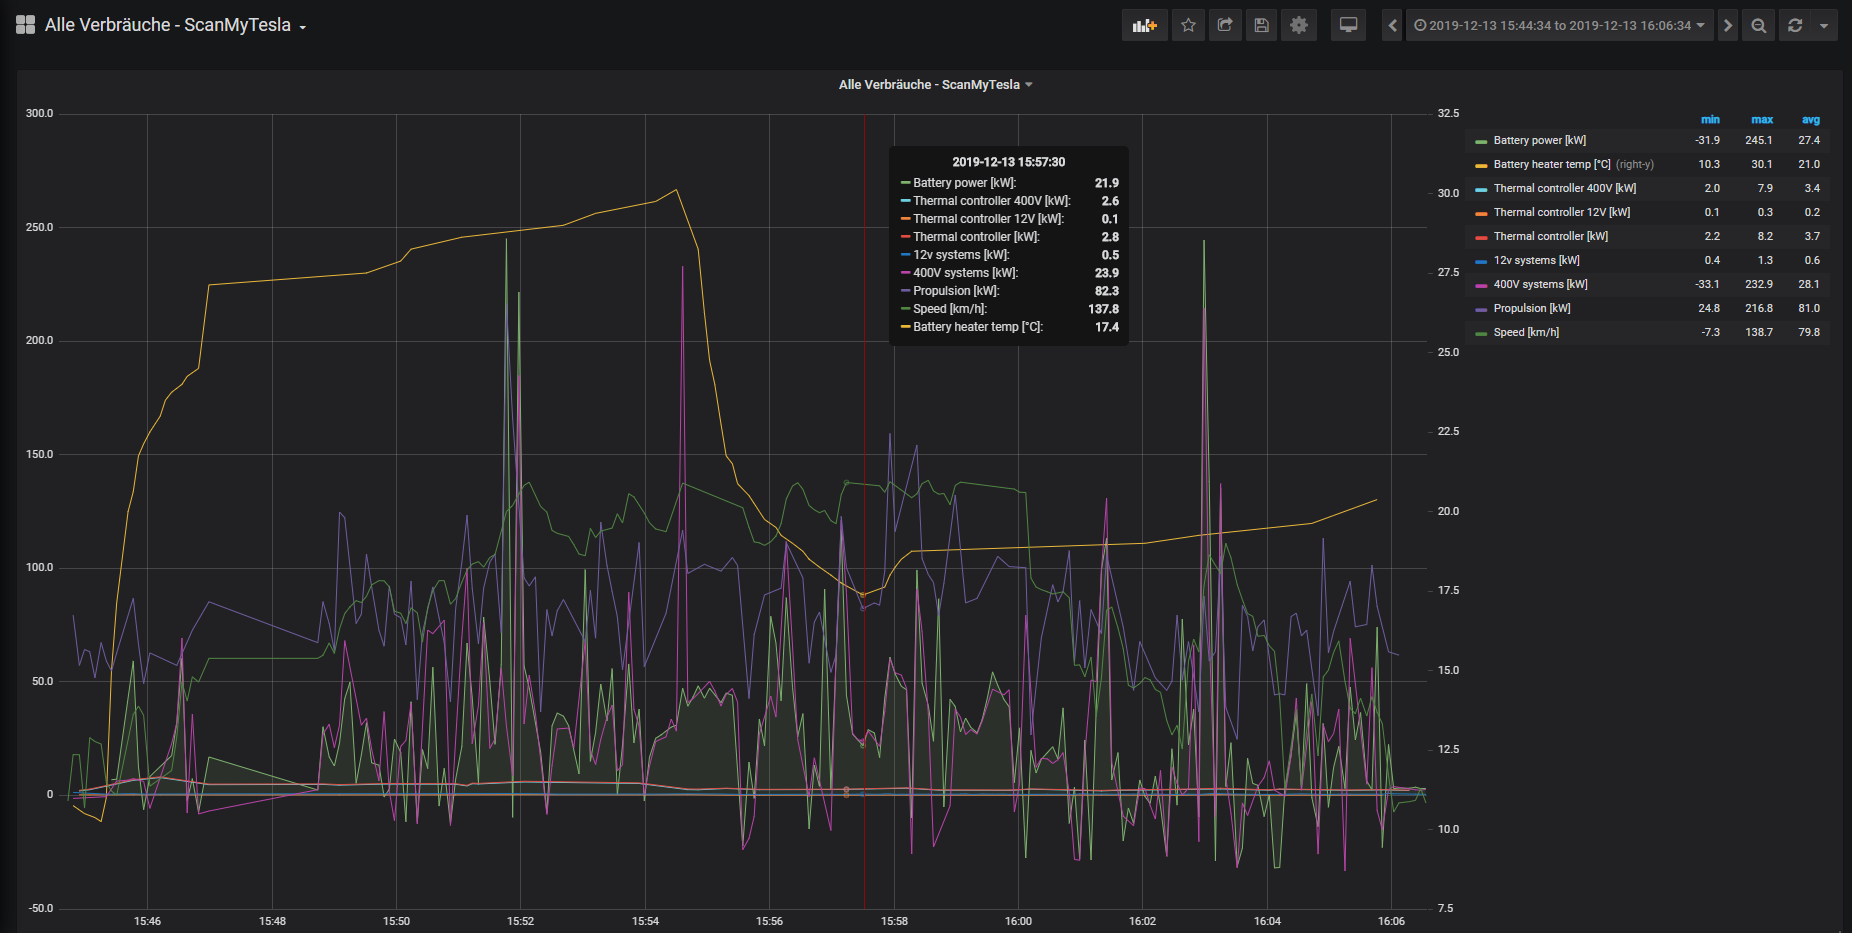 Alle Verbräuche - ScanMyTesla
2019-12-13 15:44:34 to 2019-12-13 16:06:34
Alle Verbräuche - ScanMyTesla
300.0
250.0
200.0
150.0
100.0
50.0
0
-50.0
32.5
30.0
27.5
25.0
22.5
20.0
17.5
15.0
12.5
10.0
7.5
15:46 15:48 15:50 15:52 15:54 15:56 15:58 16:00 16:02 16:04 16:06
2019-12-13 15:57:30
Battery power [kW]: 21.9
Thermal controller 400V [kW]: 2.6
Thermal controller 12V [kW]: 0.1
Thermal controller [kW]: 2.8
12v systems [kW]: 0.5
400V systems [kW]: 23.9
Propulsion [kW]: 82.3
Speed [km/h]: 137.8
Battery heater temp [°C]: 17.4
min max avg
Battery power [kW] -31.9 245.1 27.4
Battery heater temp [°C] (right-y) 10.3 30.1 21.0
Thermal controller 400V [kW] 2.0 7.9 3.4
Thermal controller 12V [kW] 0.1 0.3 0.2
Thermal controller [kW] 2.2 8.2 3.7
12v systems [kW] 0.4 1.3 0.6
400V systems [kW] -33.1 232.9 28.1
Propulsion [kW] 24.8 216.8 81.0
Speed [km/h] -7.3 138.7 79.8